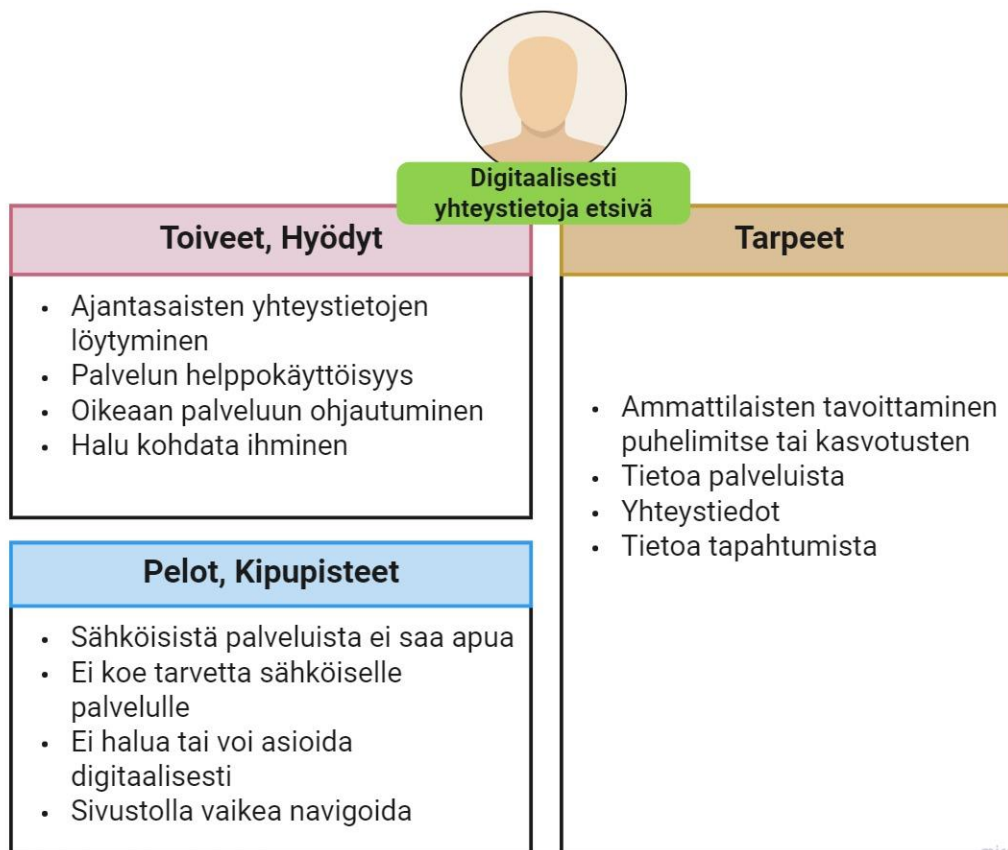 Digitaalisesti
yhteystietoja etsivä
Toiveet, Hyödyt
• Ajantasaisten yhteystietojen
löytyminen
• Palvelun helppokäyttöisyys
• Oikeaan palveluun ohjautuminen
• Halu kohdata ihminen
Pelot, Kipupisteet
• Sähköisistä palveluista ei saa apua
• Ei koe tarvetta sähköiselle
palvelulle
• Ei halua tai voi asioida
digitaalisesti
• Sivustolla vaikea navigoida
Tarpeet
• Ammattilaisten tavoittaminen
puhelimitse tai kasvotusten
• Tietoa palveluista
• Yhteystiedot
• Tietoa tapahtumista